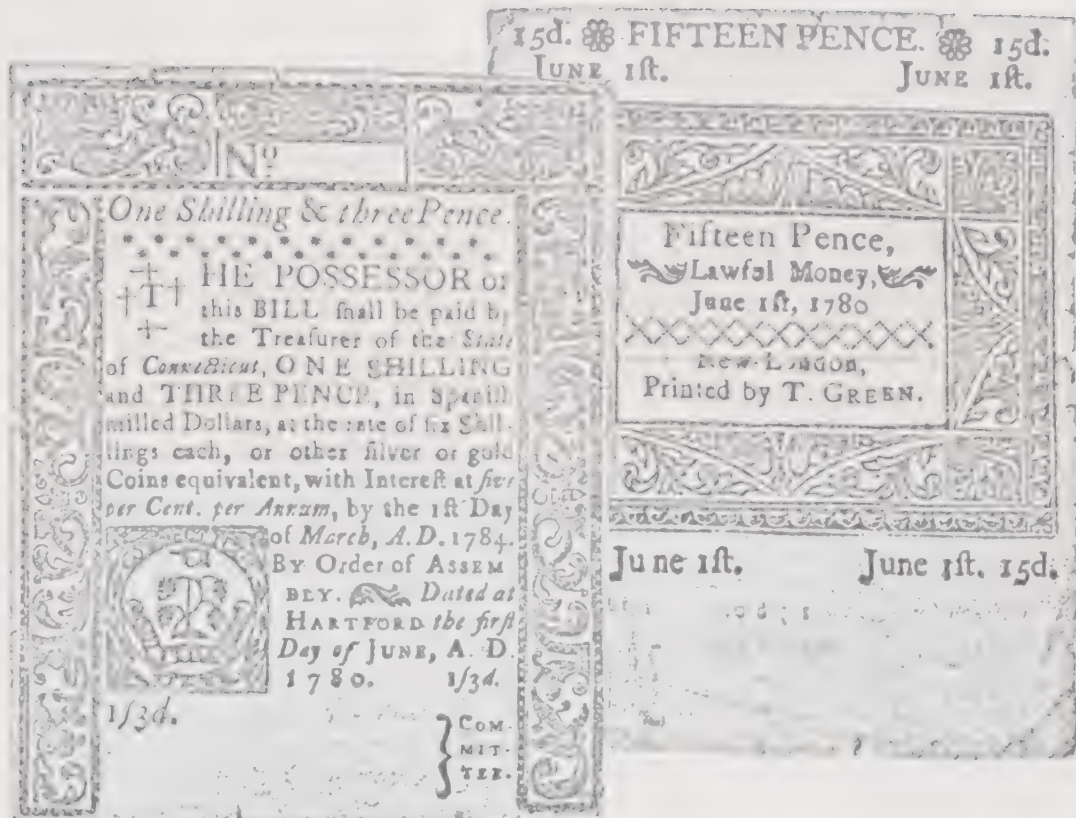 Nº
One Shilling & three Pence.
THE POSSESSOR of
this BILL ſhall be paid by
the Treaſurer of the State
of Connecticut, ONE SHILLING
and THREE PENCE, in Spaniſh
milled Dollars, at the rate of ſix Shil-
lings each, or other ſilver or gold
Coins equivalent, with Intereſt at five
per Cent. per Annum, by the 1ſt Day
of March, A.D. 1784.
By Order of ASSEM
BLY. Dated at
HARTFORD the firſt
Day of JUNE, A. D.
1780. 1/3d.
1/3d.
COM-
MIT-
TEE.
15d. FIFTEEN PENCE. 15d.
JUNE 1ſt. JUNE 1ſt.
Fifteen Pence,
Lawful Money,
June 1ſt, 1780
New-London,
Printed by T. GREEN.
June 1ſt. June 1ſt. 15d.